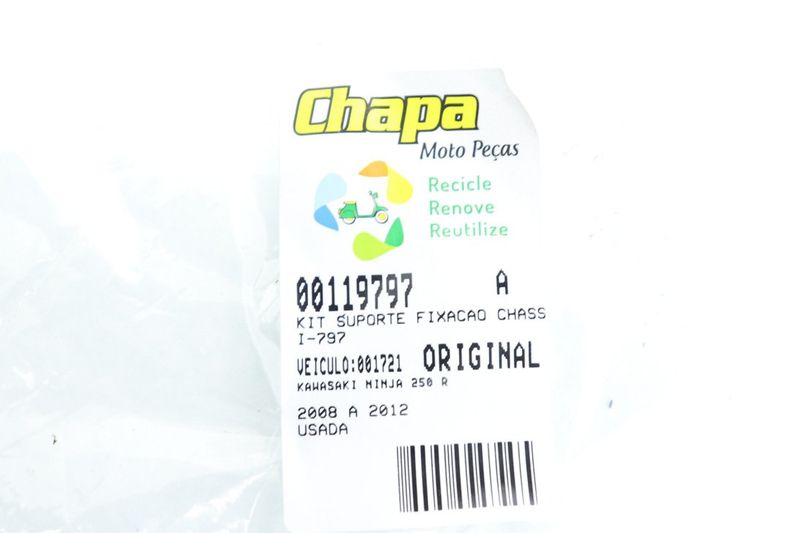 Chapa
Moto Peças
Recicle
Renove
Reutilize
00119797 A
KIT SUPORTE FIXACAO CHASS
I-797
VEICULO:001721 ORIGINAL
KAWASAKI NINJA 250 R
2008 A 2012
USADA